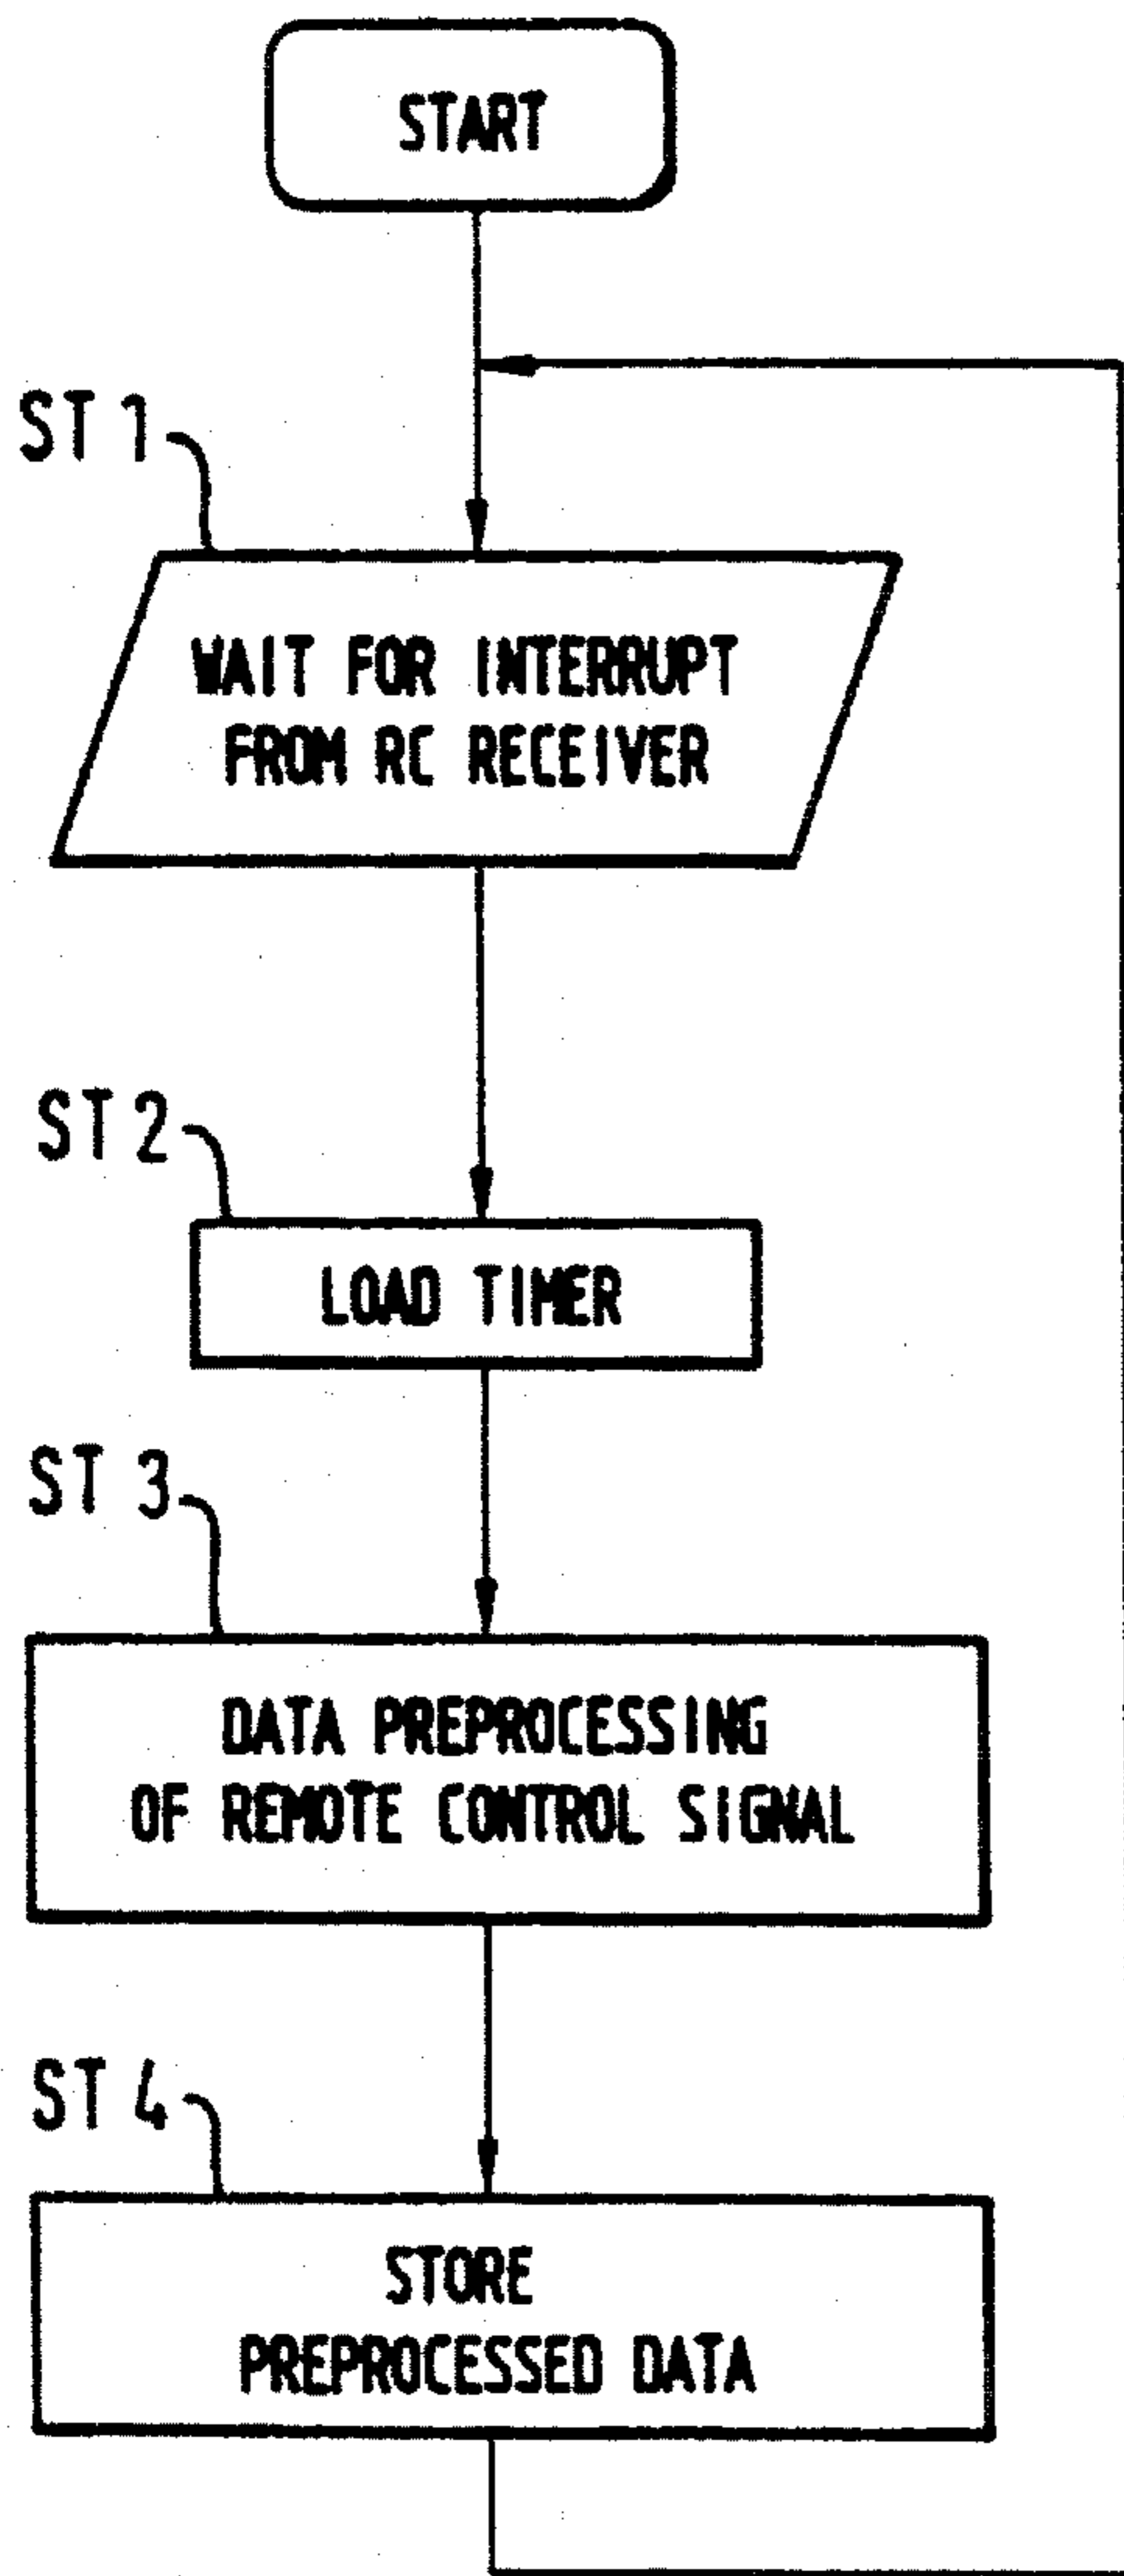 START
ST 1
WAIT FOR INTERRUPT
FROM RC RECEIVER
ST 2
LOAD TIMER
ST 3
DATA PREPROCESSING
OF REMOTE CONTROL SIGNAL
ST 4
STORE
PREPROCESSED DATA